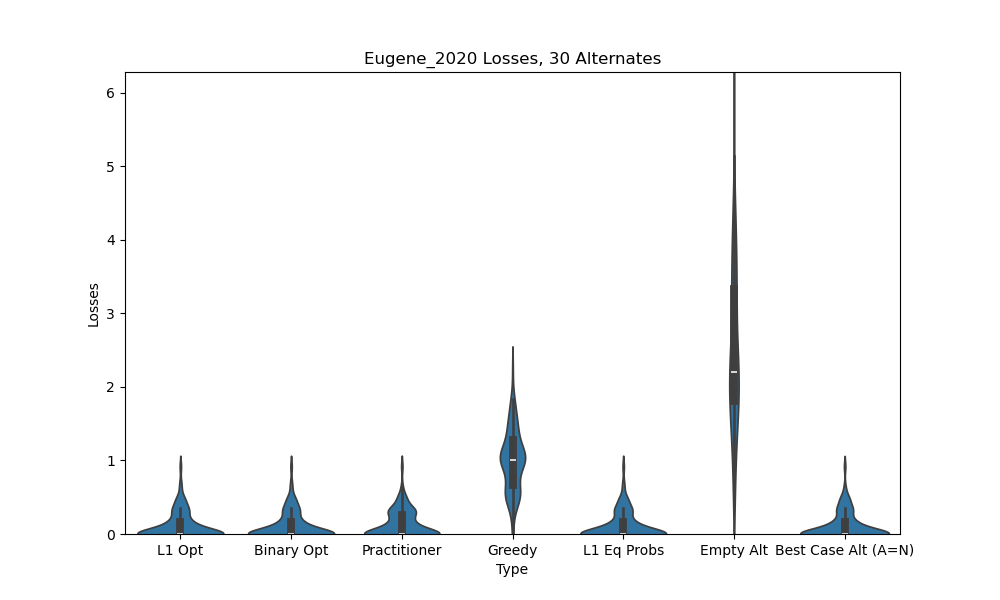 Eugene_2020 Losses, 30 Alternates
6
5
4
3
2
1
0
Losses
L1 Opt Binary Opt Practitioner Greedy L1 Eq Probs Empty Alt Best Case Alt (A=N)
Type